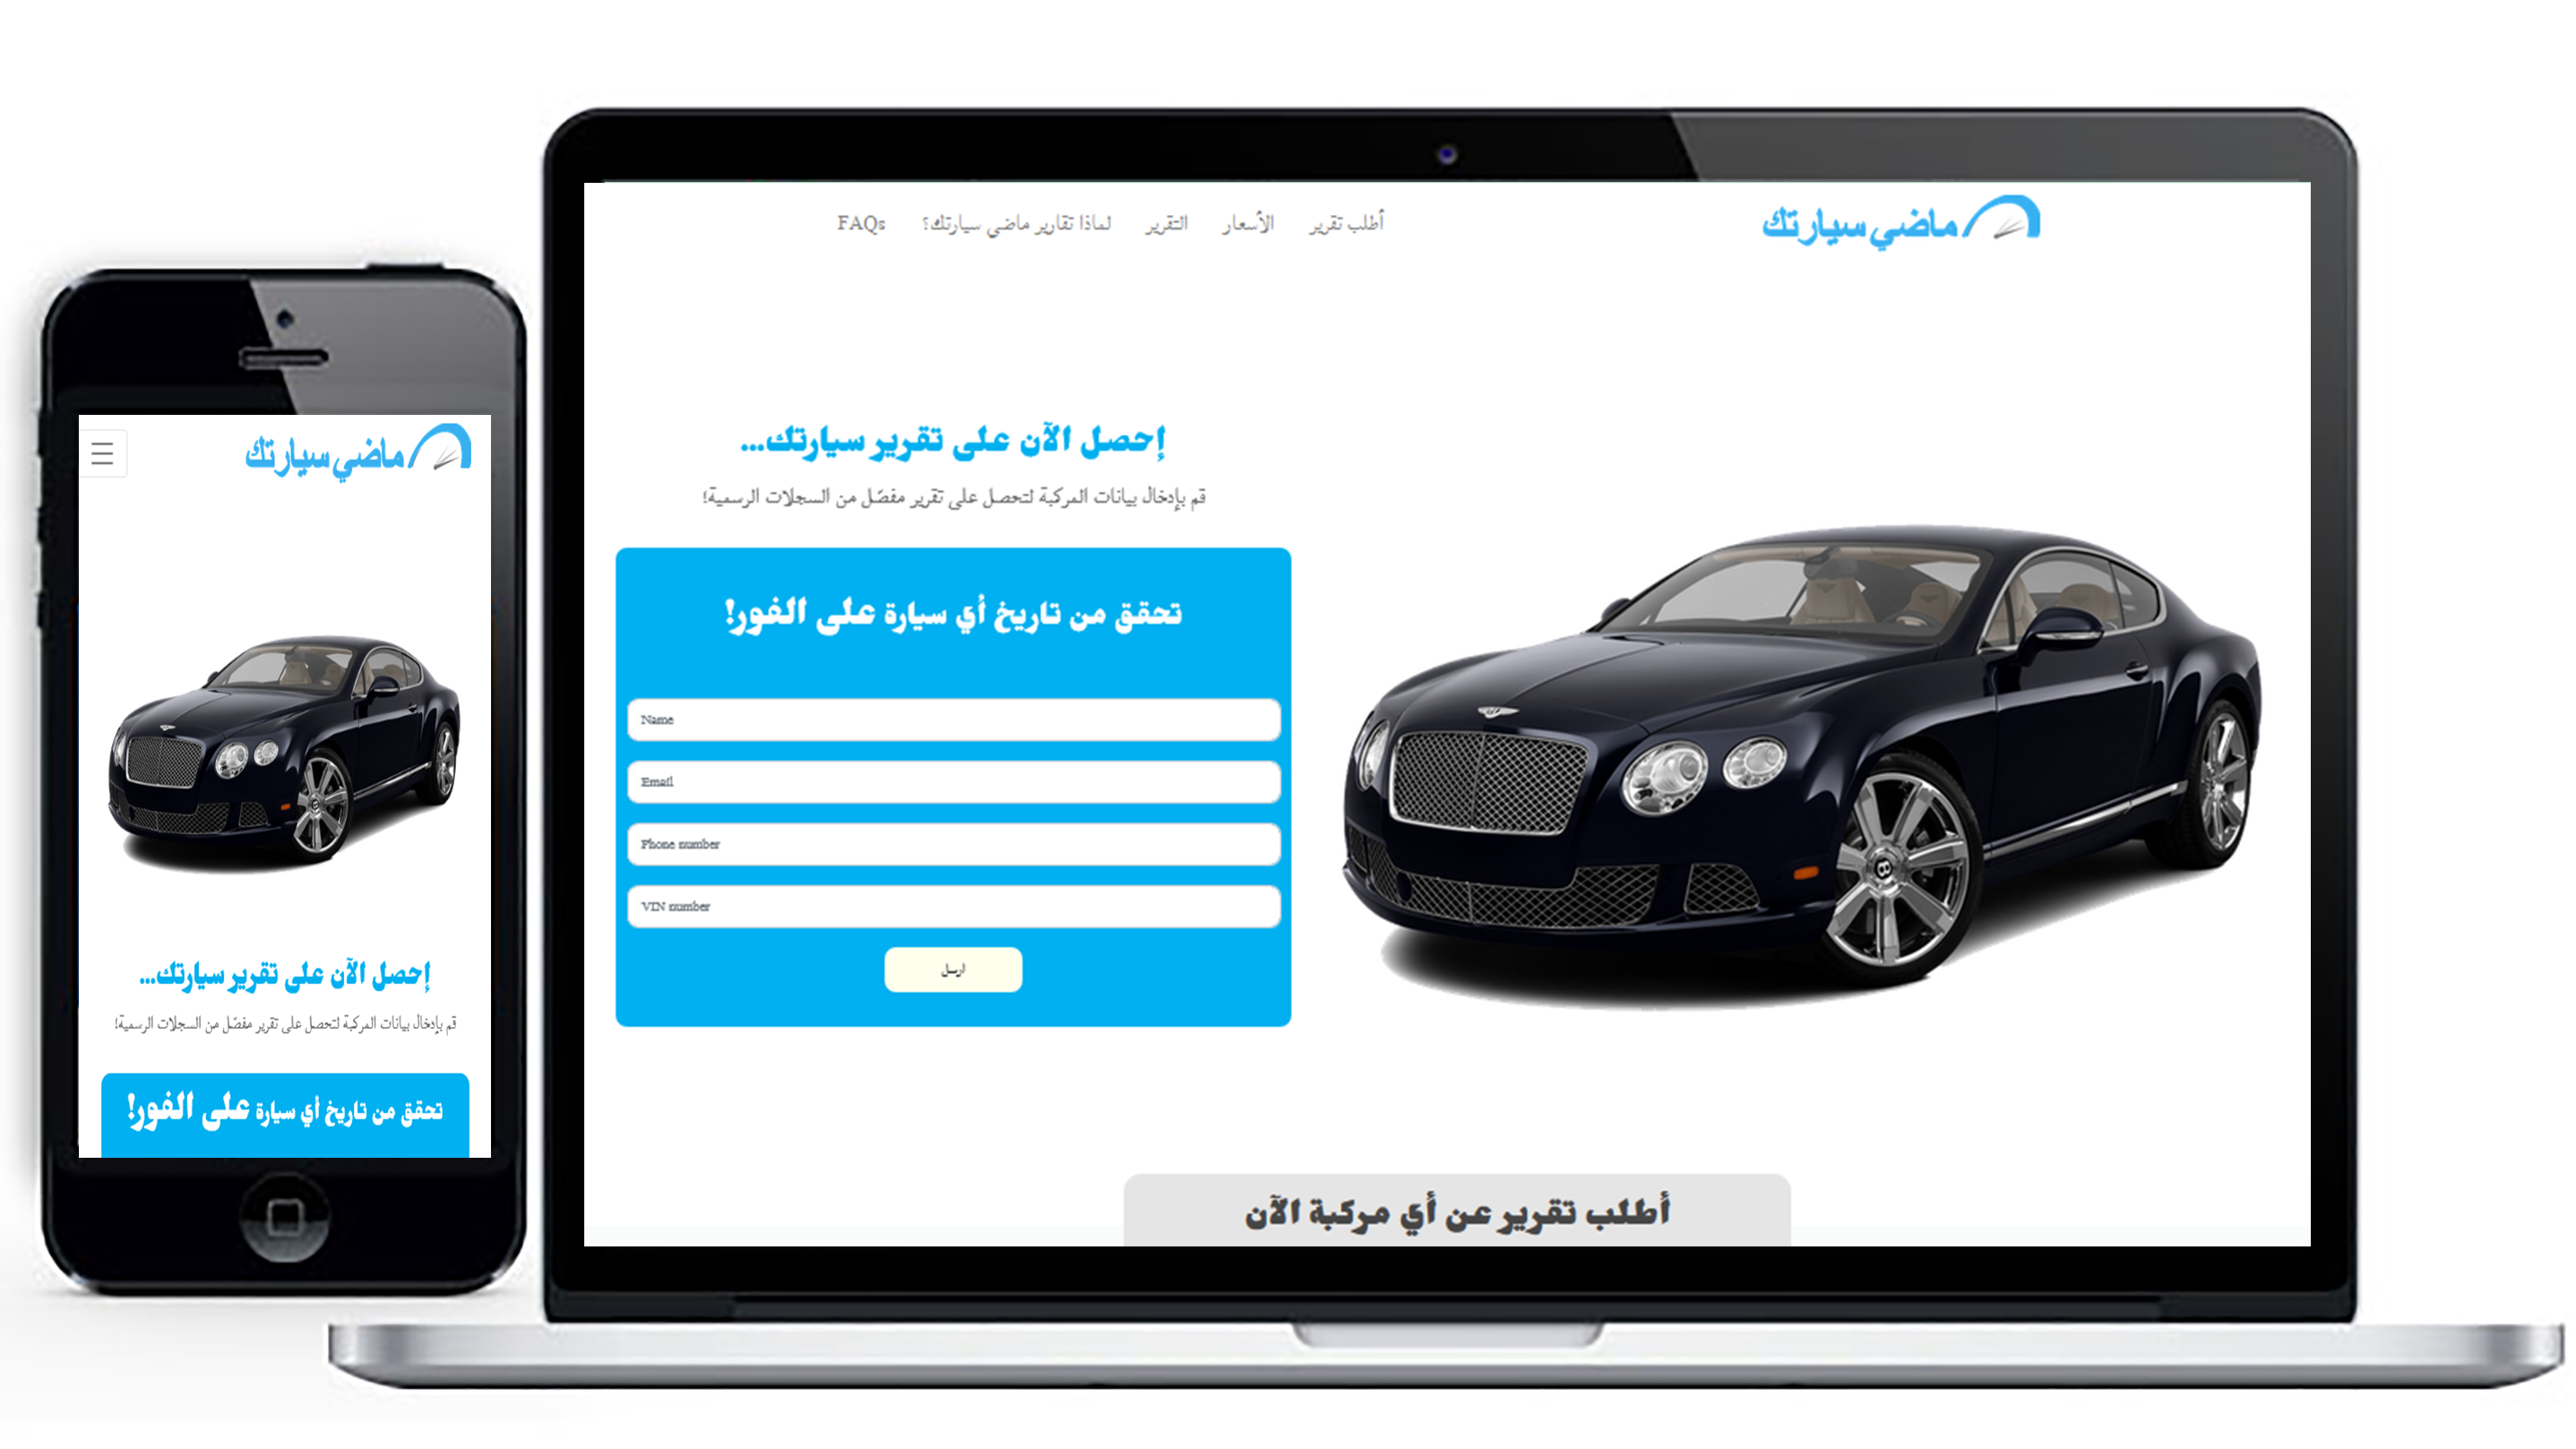 ماضي سيارتك
أطلب تقرير
الأسعار
التقرير
لماذا تقارير ماضي سيارتك؟
FAQs
إحصل الآن على تقرير سيارتك...
قم بإدخال بيانات المركبة لتحصل على تقرير مفصّل من السجلات الرسمية!
تحقق من تاريخ أي سيارة على الفور!
Name
Email
Phone number
VIN number
ارسل
أطلب تقرير عن أي مركبة الآن
ماضي سيارتك
إحصل الآن على تقرير سيارتك...
قم بإدخال بيانات المركبة لتحصل على تقرير مفصّل من السجلات الرسمية!
تحقق من تاريخ أي سيارة على الفور!